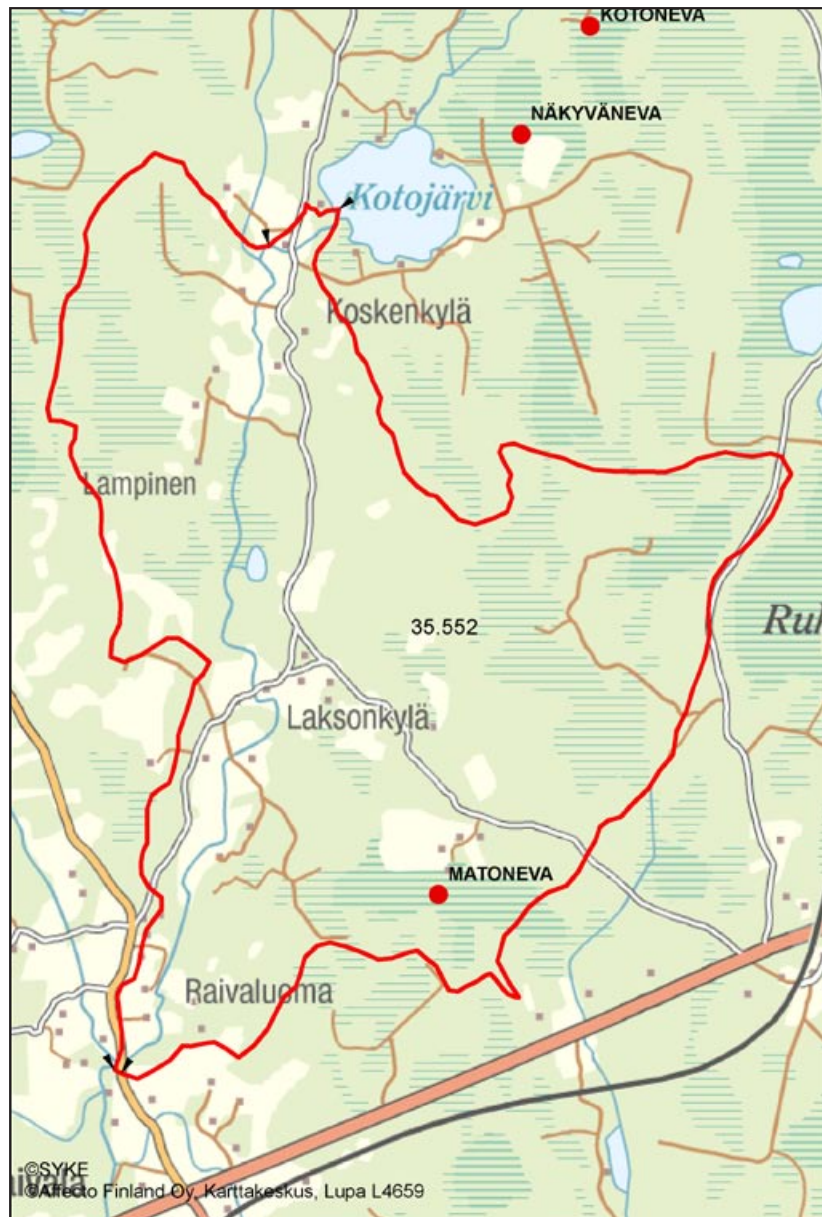 KOTONEVA
NÄKYVÄNEVA
Kotojärvi
Koskenkylä
Lampinen
35.552
Laksonkylä
MATONEVA
Raivaluoma
©SYKE
©Affecto Finland Oy, Karttakeskus, Lupa L4659